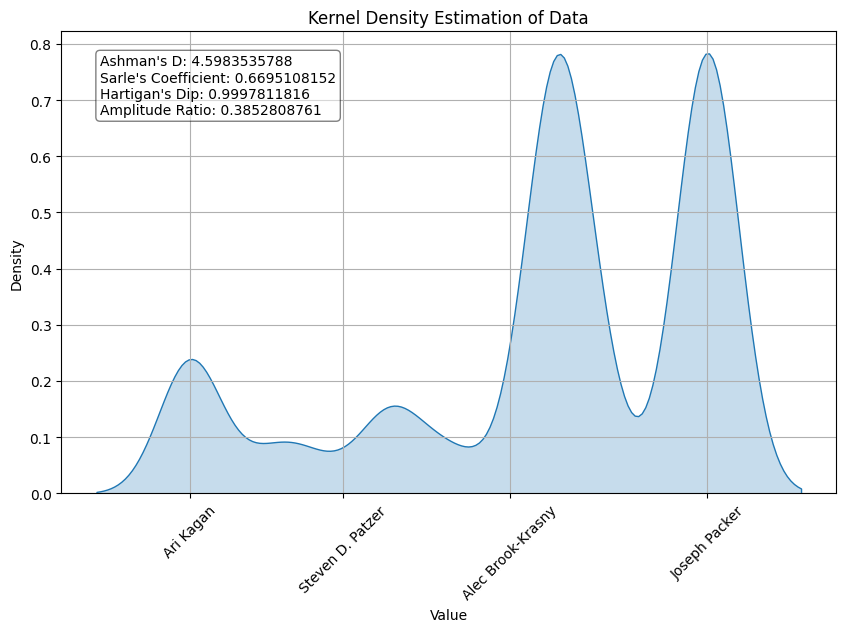 Kernel Density Estimation of Data
Ashman's D: 4.5983535788
Sarle's Coefficient: 0.6695108152
Hartigan's Dip: 0.9997811816
Amplitude Ratio: 0.3852808761
Density
0.8
0.7
0.6
0.5
0.4
0.3
0.2
0.1
0.0
Ari Kagan
Steven D. Patzer
Alec Brook-Krasny
Joseph Packer
Value